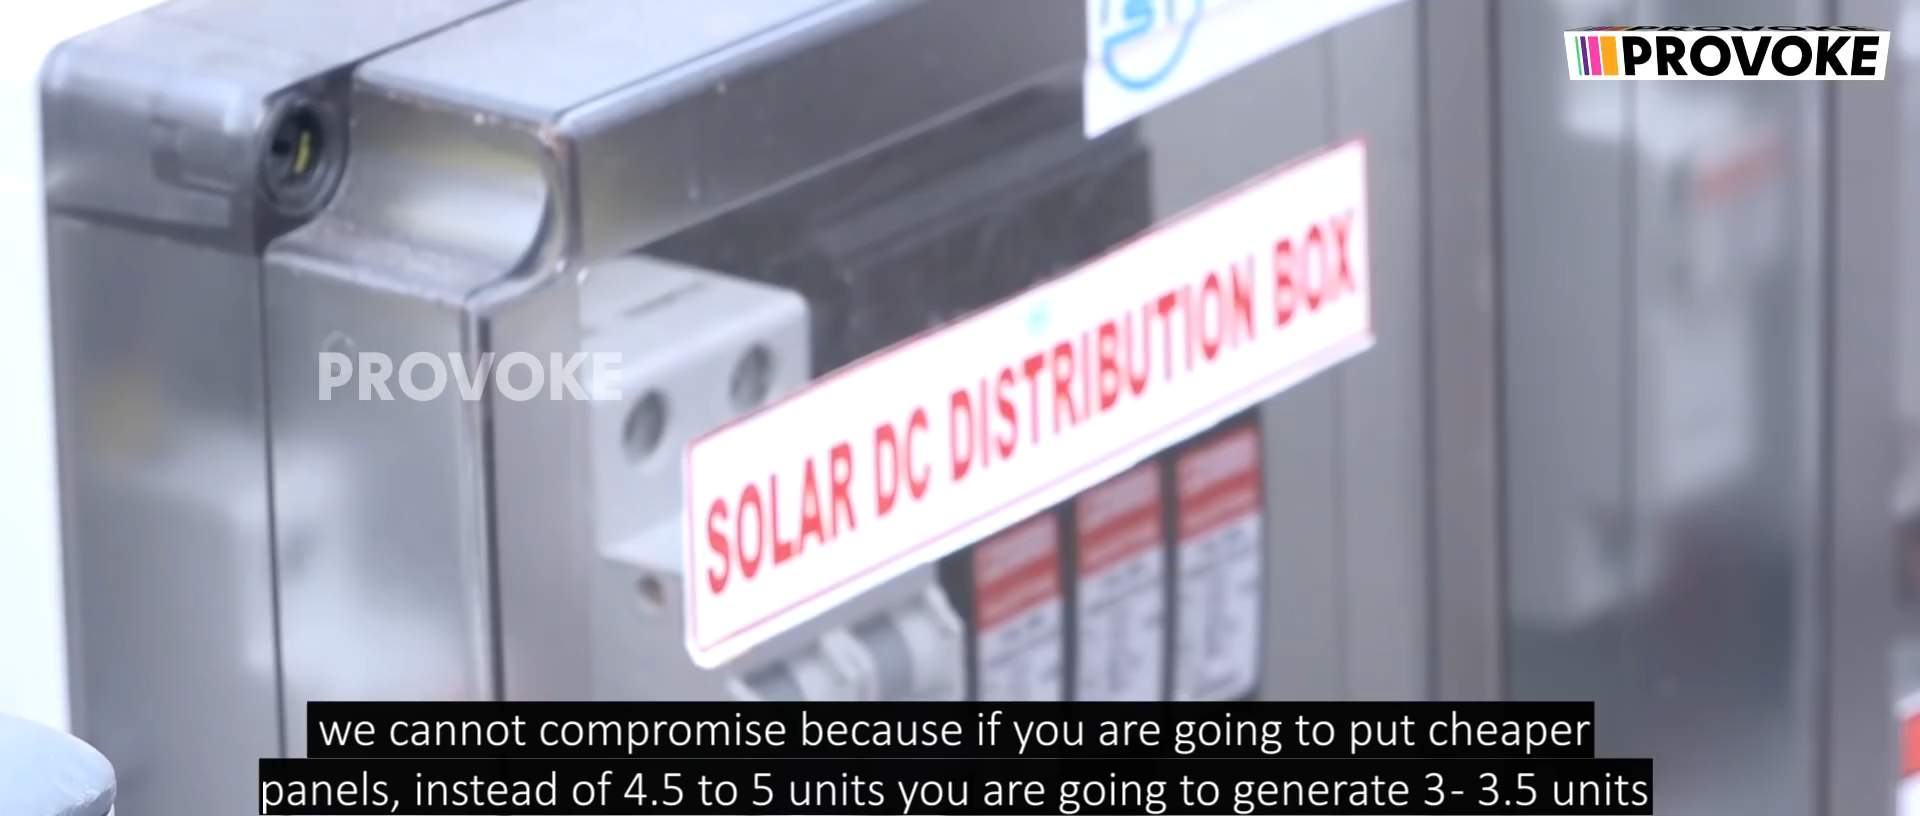 PROVOKE
PROVOKE
SOLAR DC DISTRIBUTION BOX
we cannot compromise because if you are going to put cheaper
panels, instead of 4.5 to 5 units you are going to generate 3- 3.5 units